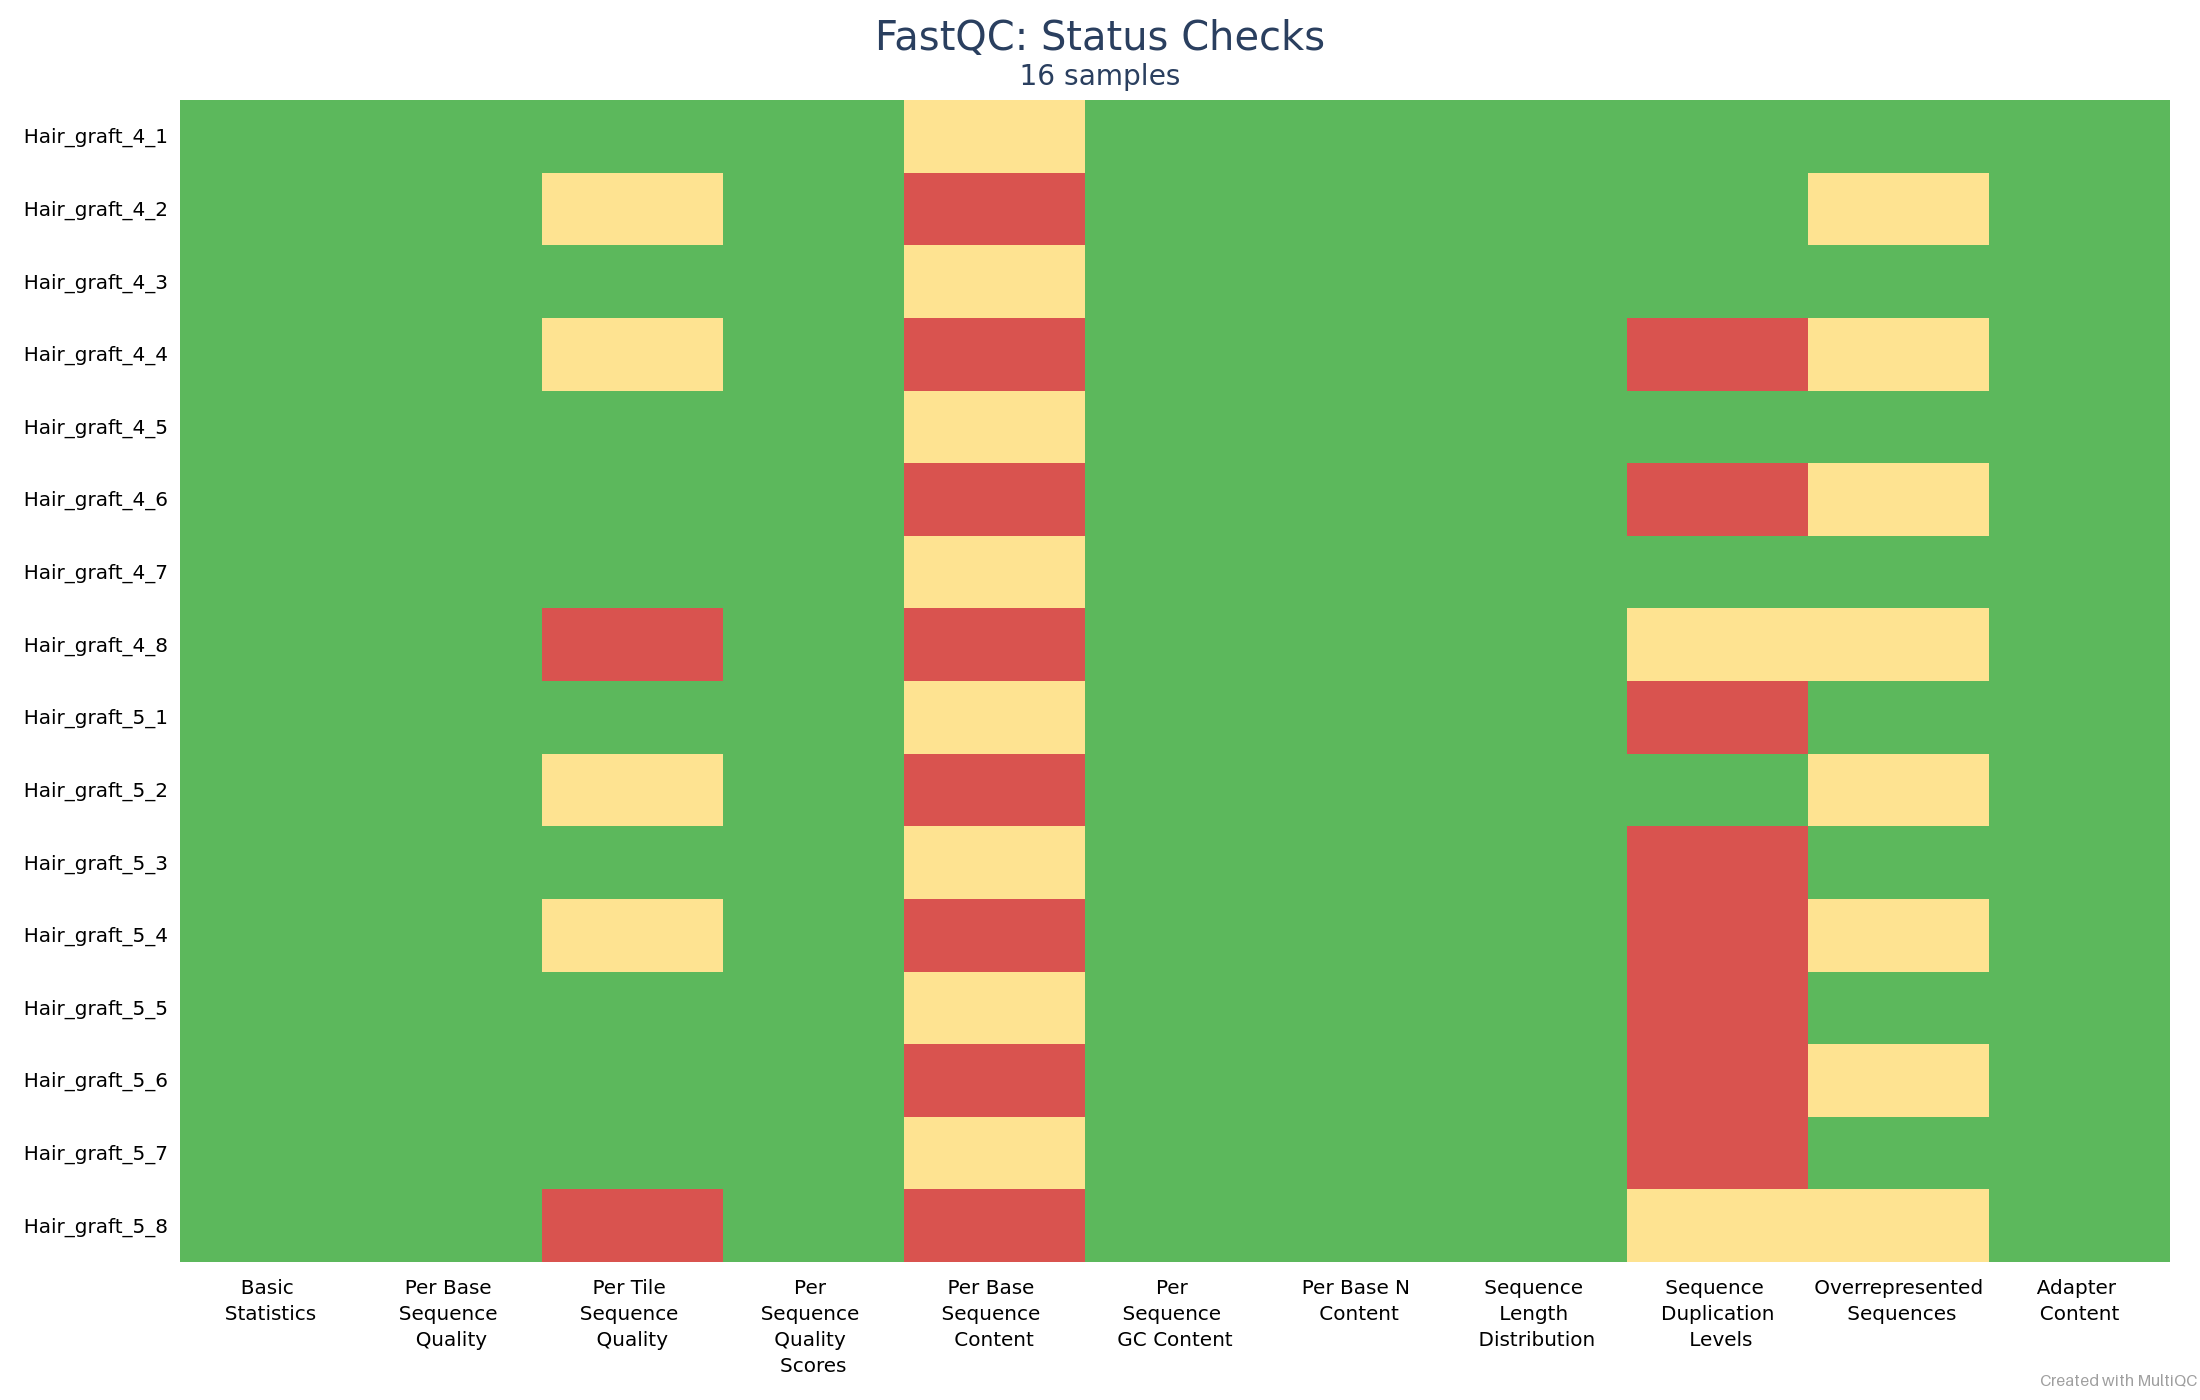 FastQC: Status Checks
16 samples
Hair_graft_4_1
Hair_graft_4_2
Hair_graft_4_3
Hair_graft_4_4
Hair_graft_4_5
Hair_graft_4_6
Hair_graft_4_7
Hair_graft_4_8
Hair_graft_5_1
Hair_graft_5_2
Hair_graft_5_3
Hair_graft_5_4
Hair_graft_5_5
Hair_graft_5_6
Hair_graft_5_7
Hair_graft_5_8
Basic
Statistics
Per Base
Sequence
Quality
Per Tile
Sequence
Quality
Per
Sequence
Quality
Scores
Per Base
Sequence
Content
Per
Sequence
GC Content
Per Base N
Content
Sequence
Length
Distribution
Sequence
Duplication
Levels
Overrepresented
Sequences
Adapter
Content
Created with MultiQC